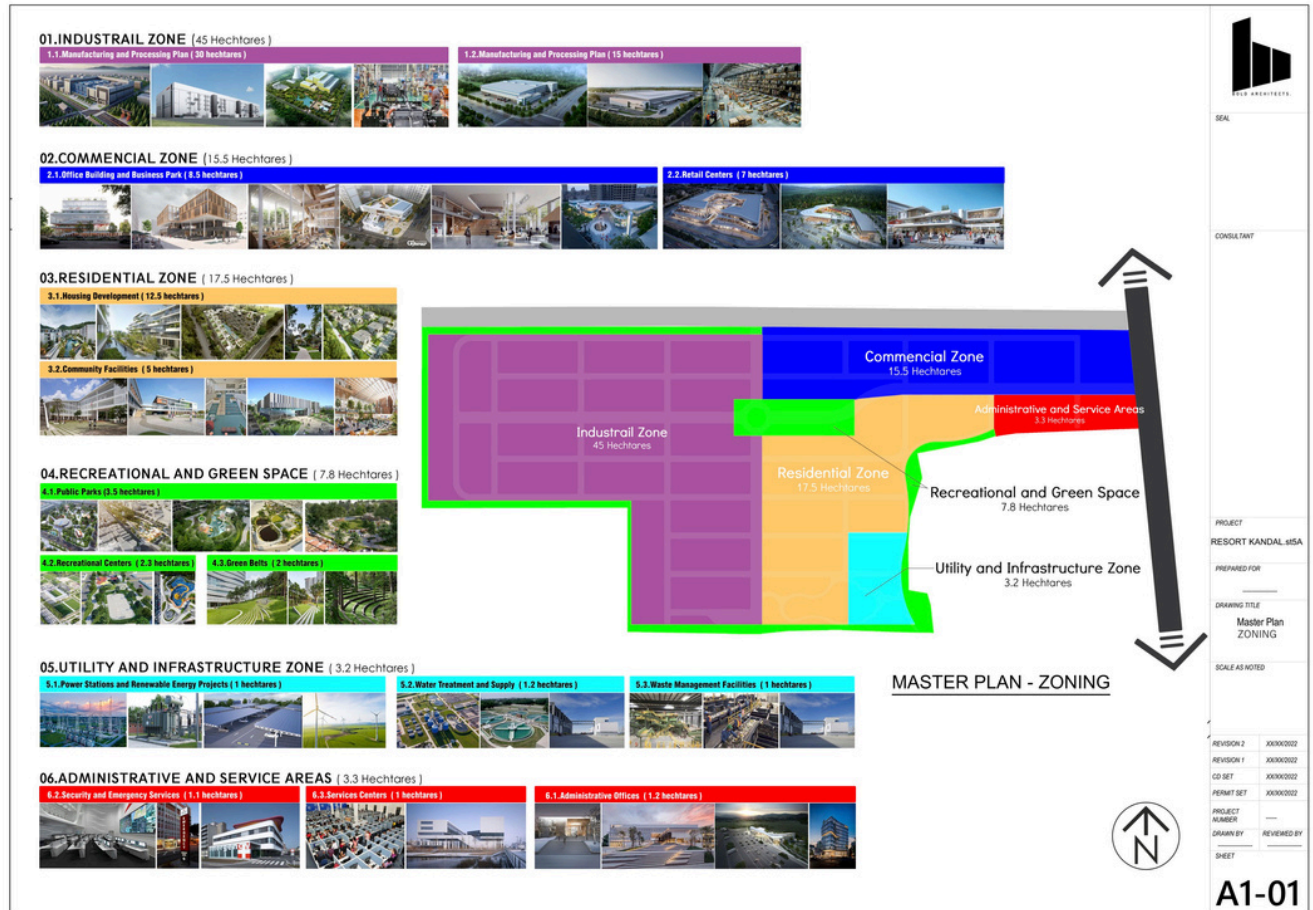 01.INDUSTRAIL ZONE (45 Hechtares )
1.1.Manufacturing and Processing Plan ( 30 hechtares )
1.2.Manufacturing and Processing Plan ( 15 hechtares )
02.COMMENCIAL ZONE (15.5 Hechtares )
2.1.Office Building and Business Park ( 8.5 hechtares )
2.2.Retail Centers ( 7 hechtares )
03.RESIDENTIAL ZONE ( 17.5 Hechtares )
3.1.Housing Development ( 12.5 hechtares )
3.2.Community Facilities ( 5 hechtares )
04.RECREATIONAL AND GREEN SPACE ( 7.8 Hechtares )
4.1.Public Parks (3.5 hechtares )
4.2.Recreational Centers ( 2.3 hechtares )
4.3.Green Belts ( 2 hechtares )
05.UTILITY AND INFRASTRUCTURE ZONE ( 3.2 Hechtares )
5.1.Power Stations and Renewable Energy Projects ( 1 hechtares )
5.2.Water Treatment and Supply ( 1.2 hechtares )
5.3.Waste Management Facilities ( 1 hechtares )
06.ADMINISTRATIVE AND SERVICE AREAS ( 3.3 Hechtares )
6.2.Security and Emergency Services ( 1.1 hechtares )
6.3.Services Centers ( 1 hechtares )
6.1.Administrative Offices ( 1.2 hechtares )
Commencial Zone
15.5 Hechtares
Administrative and Service Areas
3.3 Hechtares
Industrail Zone
45 Hechtares
Residential Zone
17.5 Hechtares
Recreational and Green Space
7.8 Hechtares
Utility and Infrastructure Zone
3.2 Hechtares
MASTER PLAN - ZONING
N
BOLD ARCHITECTS.
SEAL
CONSULTANT
PROJECT
RESORT KANDAL.st5A
PREPARED FOR
DRAWING TITLE
Master Plan
ZONING
SCALE AS NOTED
REVISION 2 XX/XX/2022
REVISION 1 XX/XX/2022
CD SET XX/XX/2022
PERMIT SET XX/XX/2022
PROJECT
NUMBER
DRAWN BY REVIEWED BY
SHEET
A1-01